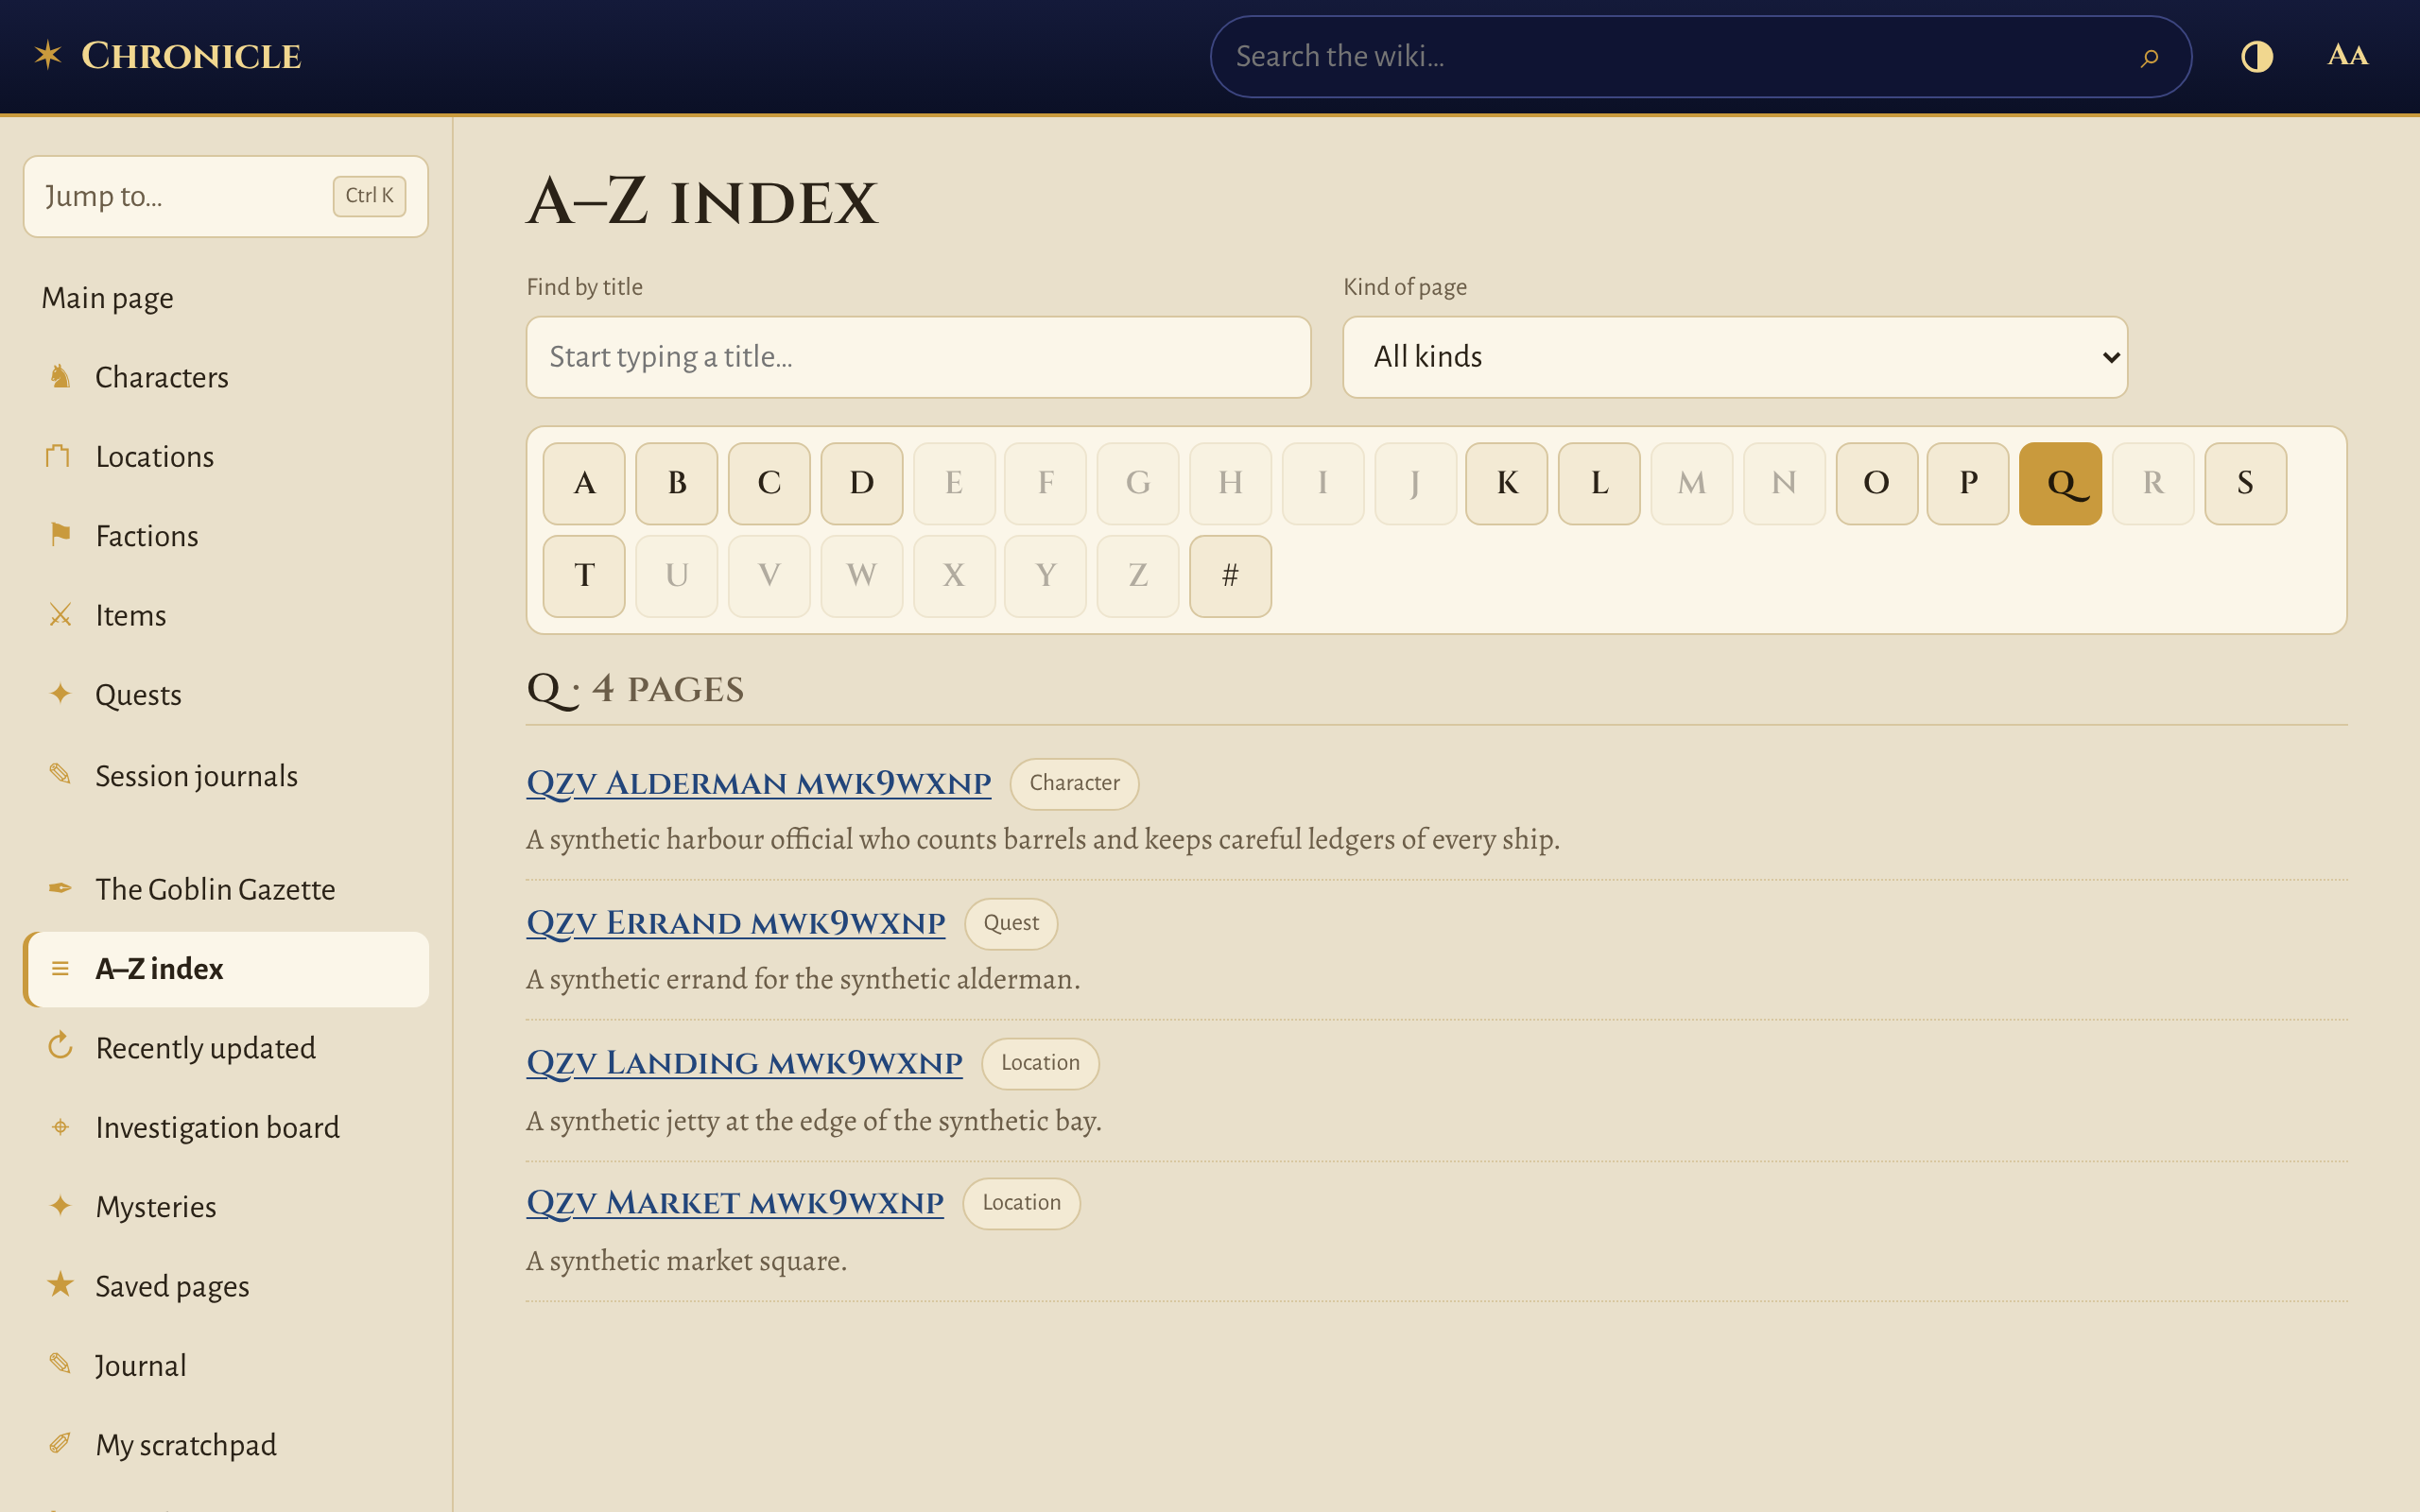 Chronicle
Search the wiki...
Aa
Jump to...
Ctrl K
Main page
Characters
Locations
Factions
Items
Quests
Session journals
The Goblin Gazette
A–Z index
Recently updated
Investigation board
Mysteries
Saved pages
Journal
My scratchpad
A–Z index
Find by title
Kind of page
Start typing a title...
All kinds
A B C D E F G H I J K L M N O P Q R S
T U V W X Y Z #
Q · 4 pages
Qzv Alderman mwk9wxnp Character
A synthetic harbour official who counts barrels and keeps careful ledgers of every ship.
Qzv Errand mwk9wxnp Quest
A synthetic errand for the synthetic alderman.
Qzv Landing mwk9wxnp Location
A synthetic jetty at the edge of the synthetic bay.
Qzv Market mwk9wxnp Location
A synthetic market square.